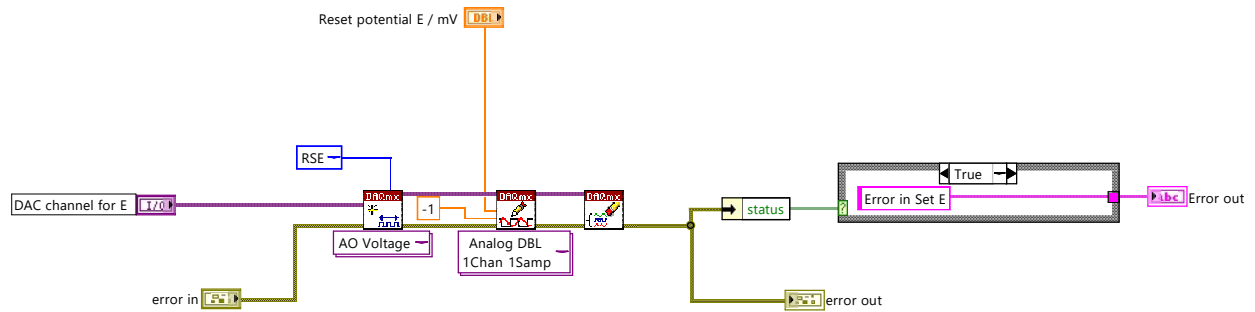 Reset potential E / mV
DBL
RSE
True
DAC channel for E
I/O
DAQmx
DAQmx
DAQmx
-1
status
?
Error in Set E
abc
Error out
AO Voltage
Analog DBL
1Chan 1Samp
error in
error out